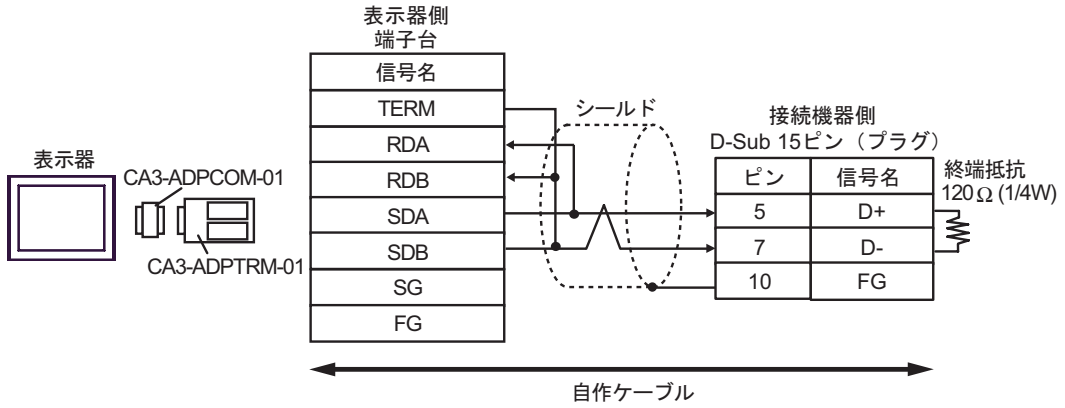 表示器側
端子台
信号名
TERM
RDA
RDB
SDA
SDB
SG
FG
シールド
接続機器側
D-Sub 15ピン（プラグ）
ピン 信号名
5 D+
7 D-
10 FG
終端抵抗
120Ω(1/4W)
表示器
CA3-ADPCOM-01
CA3-ADPTRM-01
自作ケーブル